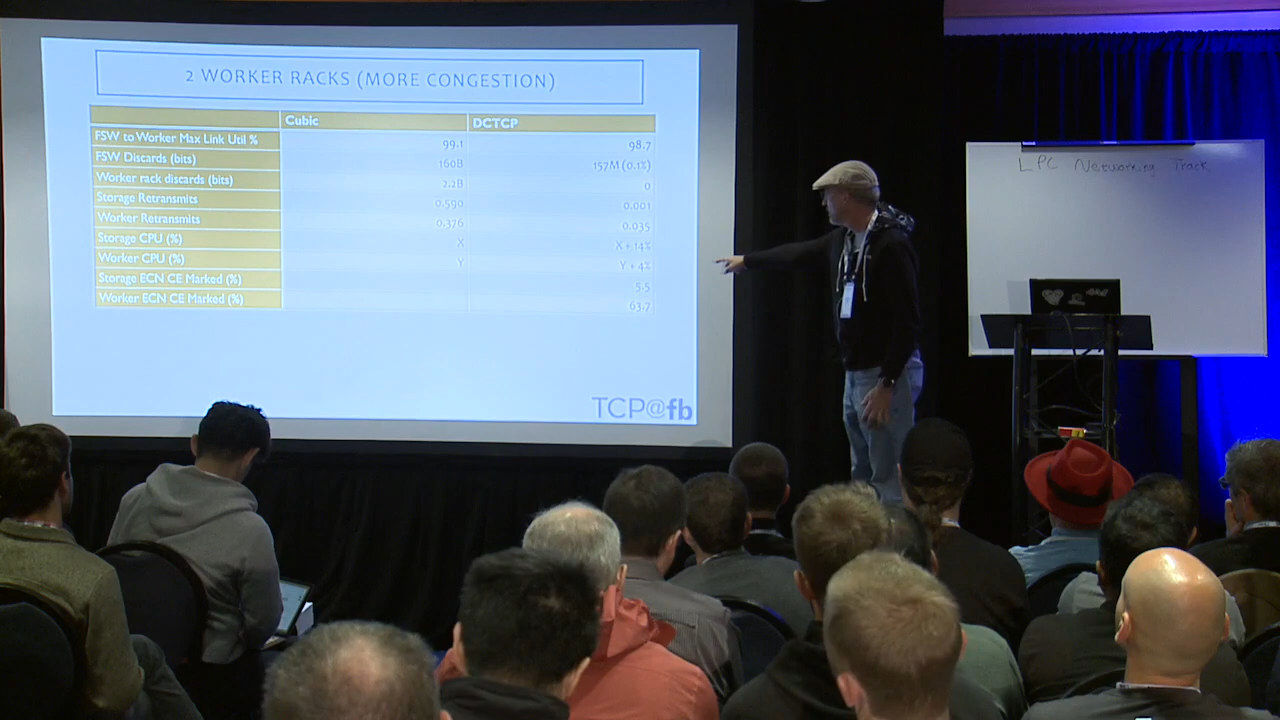 2 WORKER RACKS (MORE CONGESTION)
Cubic DCTCP
FSW to Worker Max Link Util % 99.1 98.7
FSW Discards (bits) 160B 157M (0.1%)
Worker rack discards (bits) 2.2B 0
Storage Retransmits 0.590 0.001
Worker Retransmits 0.376 0.035
Storage CPU (%) X X + 14%
Worker CPU (%) Y Y + 4%
Storage ECN CE Marked (%) 5.5
Worker ECN CE Marked (%) 63.7
TCP@fb
LPC Networking Track